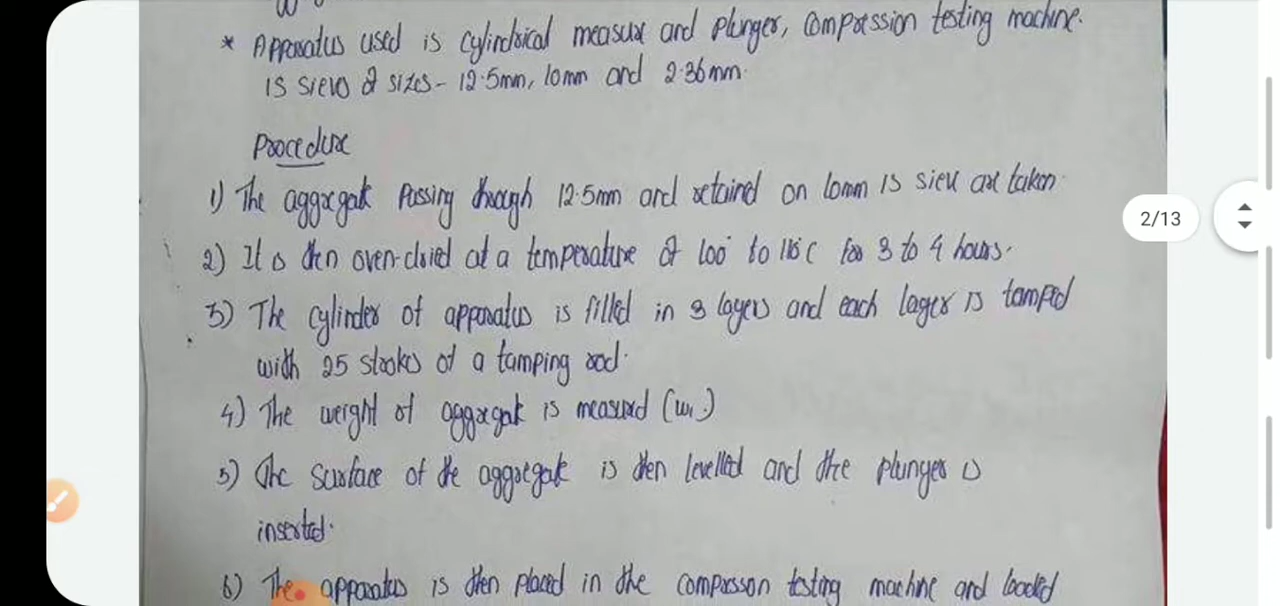 * Apparatus used is cylindrical measure and plunger, compression testing machine.
IS sieves of sizes - 12.5mm, 10mm and 2.36mm.
Procedure
1) The aggregate passing through 12.5mm and retained on 10mm IS sieve are taken.
2) It is then oven-dried at a temperature of 100° to 110°C for 3 to 4 hours.
3) The cylinder of apparatus is filled in 3 layers and each layer is tamped
with 25 strokes of a tamping rod.
4) The weight of aggregate is measured (W₁.)
5) The surface of the aggregate is then levelled and the plunger is
inserted.
6) The apparatus is then placed in the compression testing machine and loaded
2/13